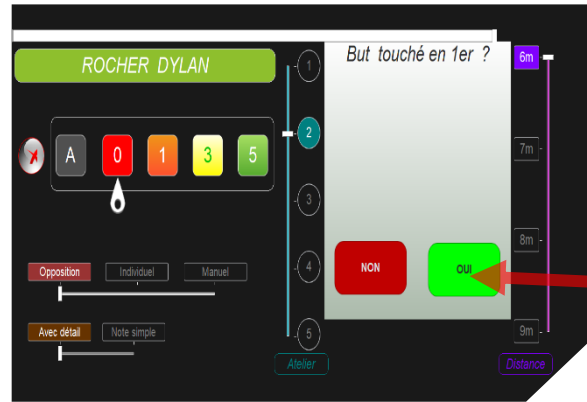 ROCHER DYLAN
A 0 1 3 5
Opposition Individuel Manuel
Avec détail Note simple
1
2
3
4
5
Atelier
But touché en 1er ?
NON OUI
6m
7m
8m
9m
Distance